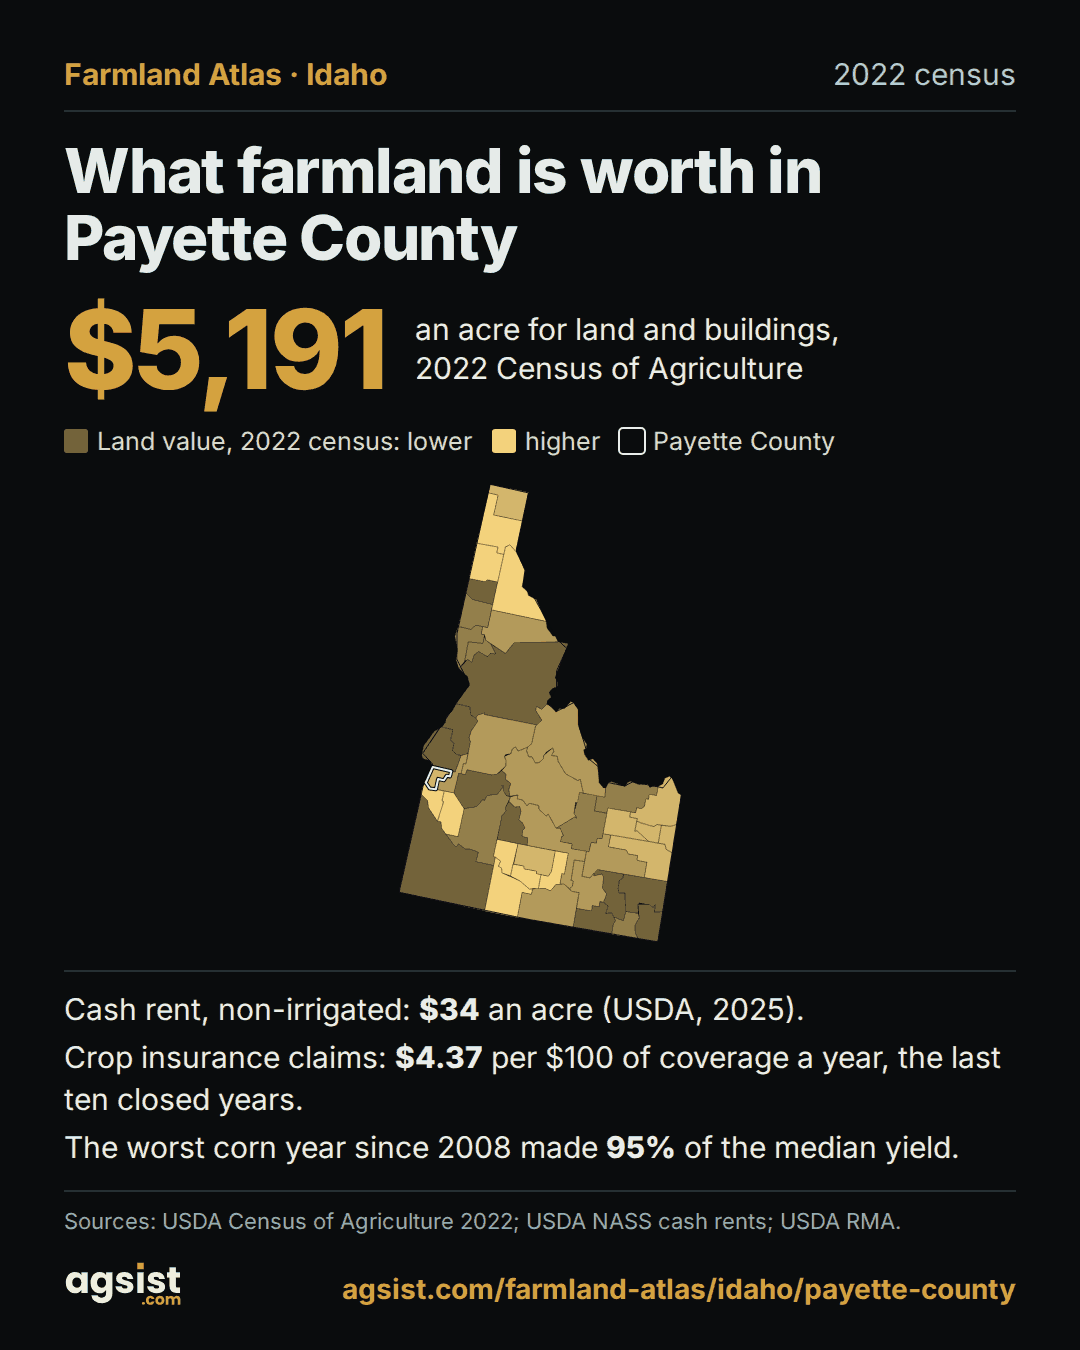 Farmland Atlas · Idaho
2022 census
What farmland is worth in
Payette County
$5,191
an acre for land and buildings,
2022 Census of Agriculture
Land value, 2022 census: lower higher Payette County
Cash rent, non-irrigated: $34 an acre (USDA, 2025).
Crop insurance claims: $4.37 per $100 of coverage a year, the last
ten closed years.
The worst corn year since 2008 made 95% of the median yield.
Sources: USDA Census of Agriculture 2022; USDA NASS cash rents; USDA RMA.
agsist
.com
agsist.com/farmland-atlas/idaho/payette-county